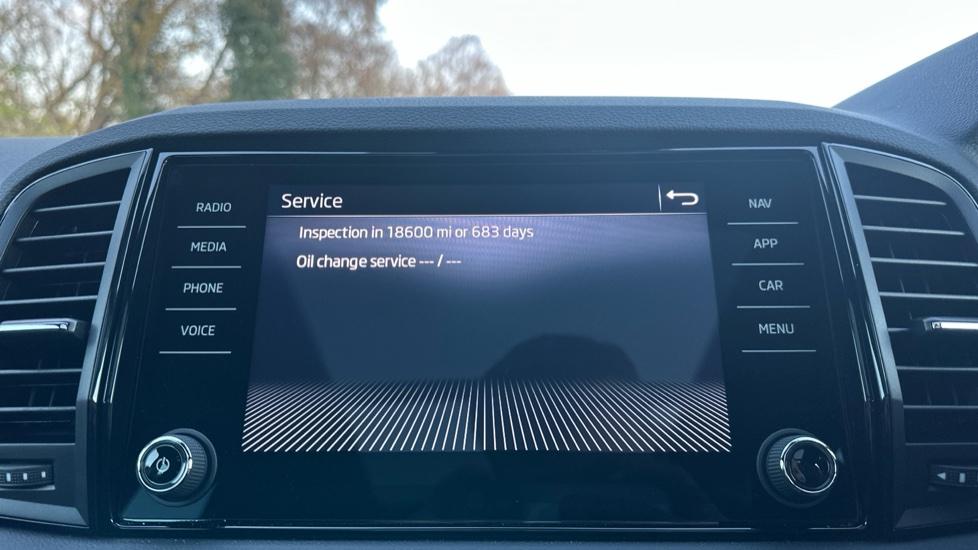 Service
Inspection in 18600 mi or 683 days
Oil change service --- / ---
RADIO
MEDIA
PHONE
VOICE
NAV
APP
CAR
MENU